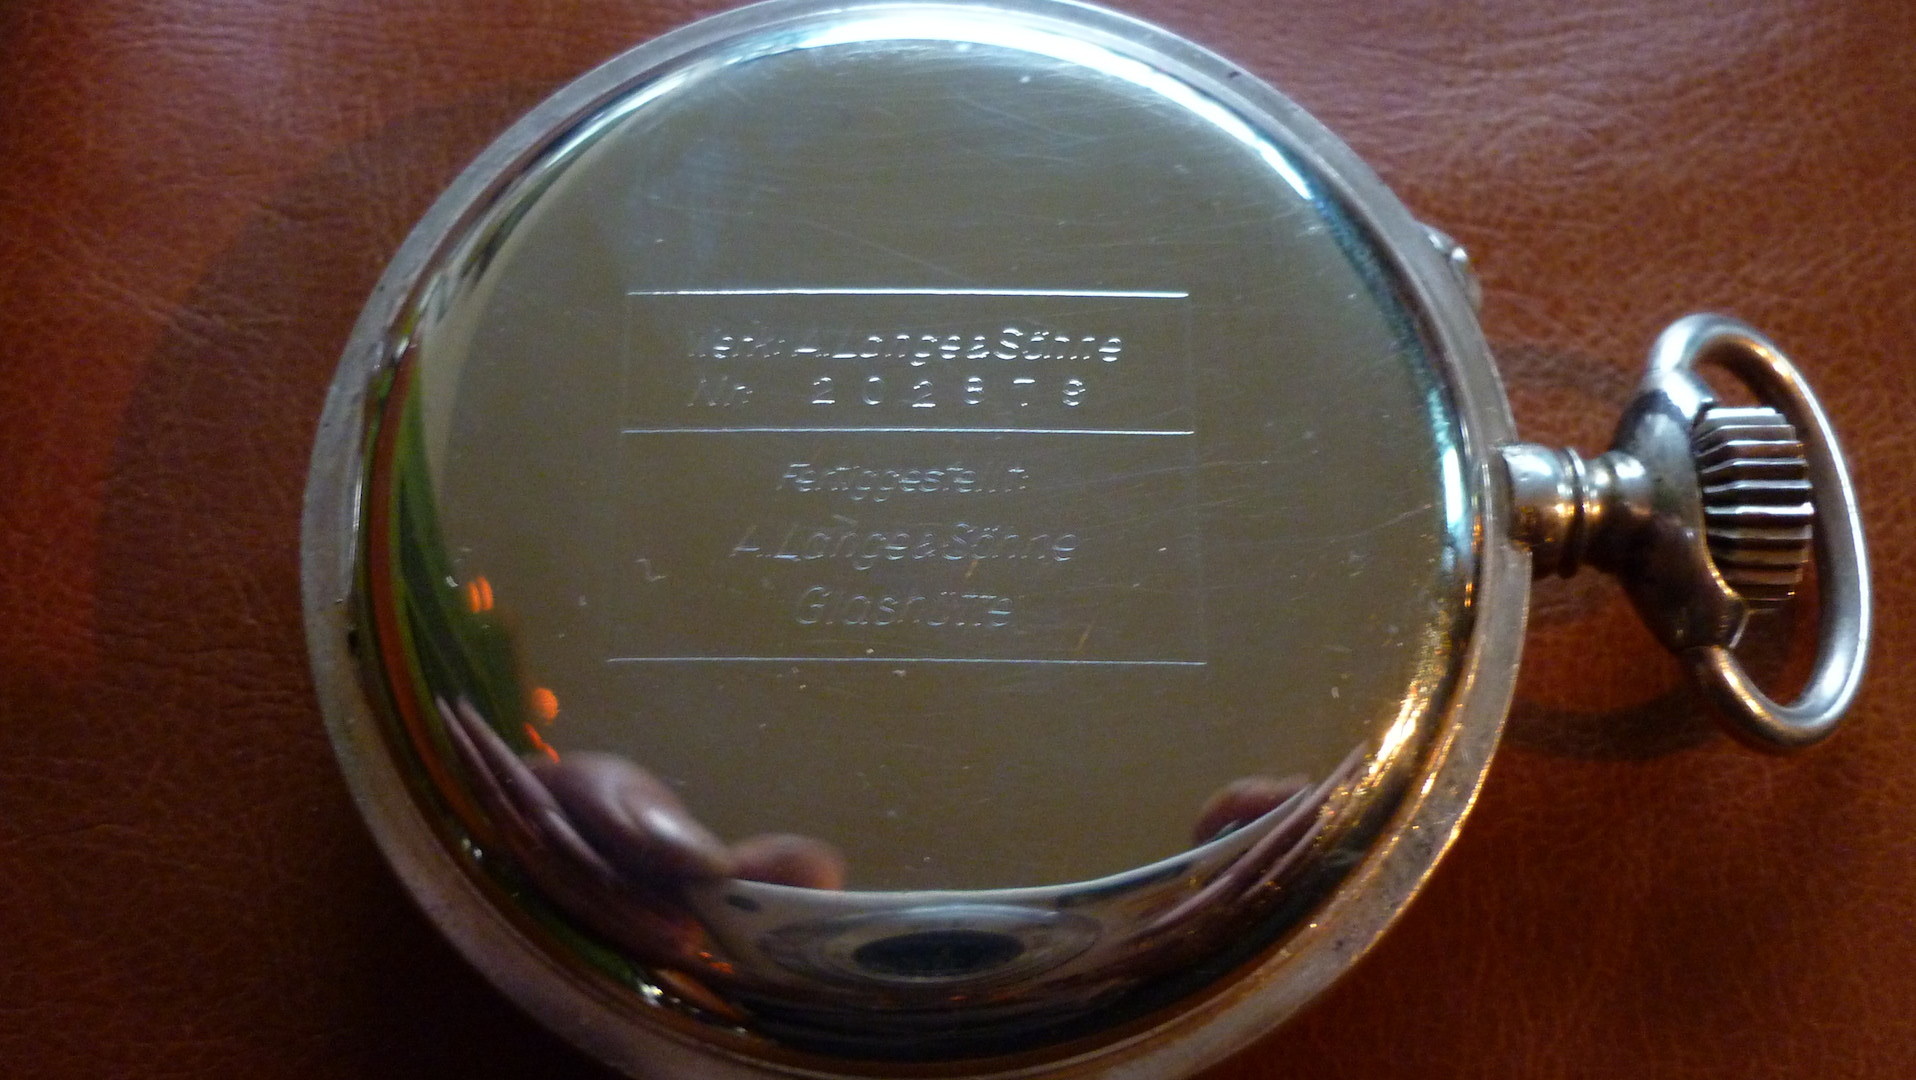 Werk: A.Lange&Söhne
Nr. 202879
Fertiggestellt:
A.Lange&Söhne
Glashütte